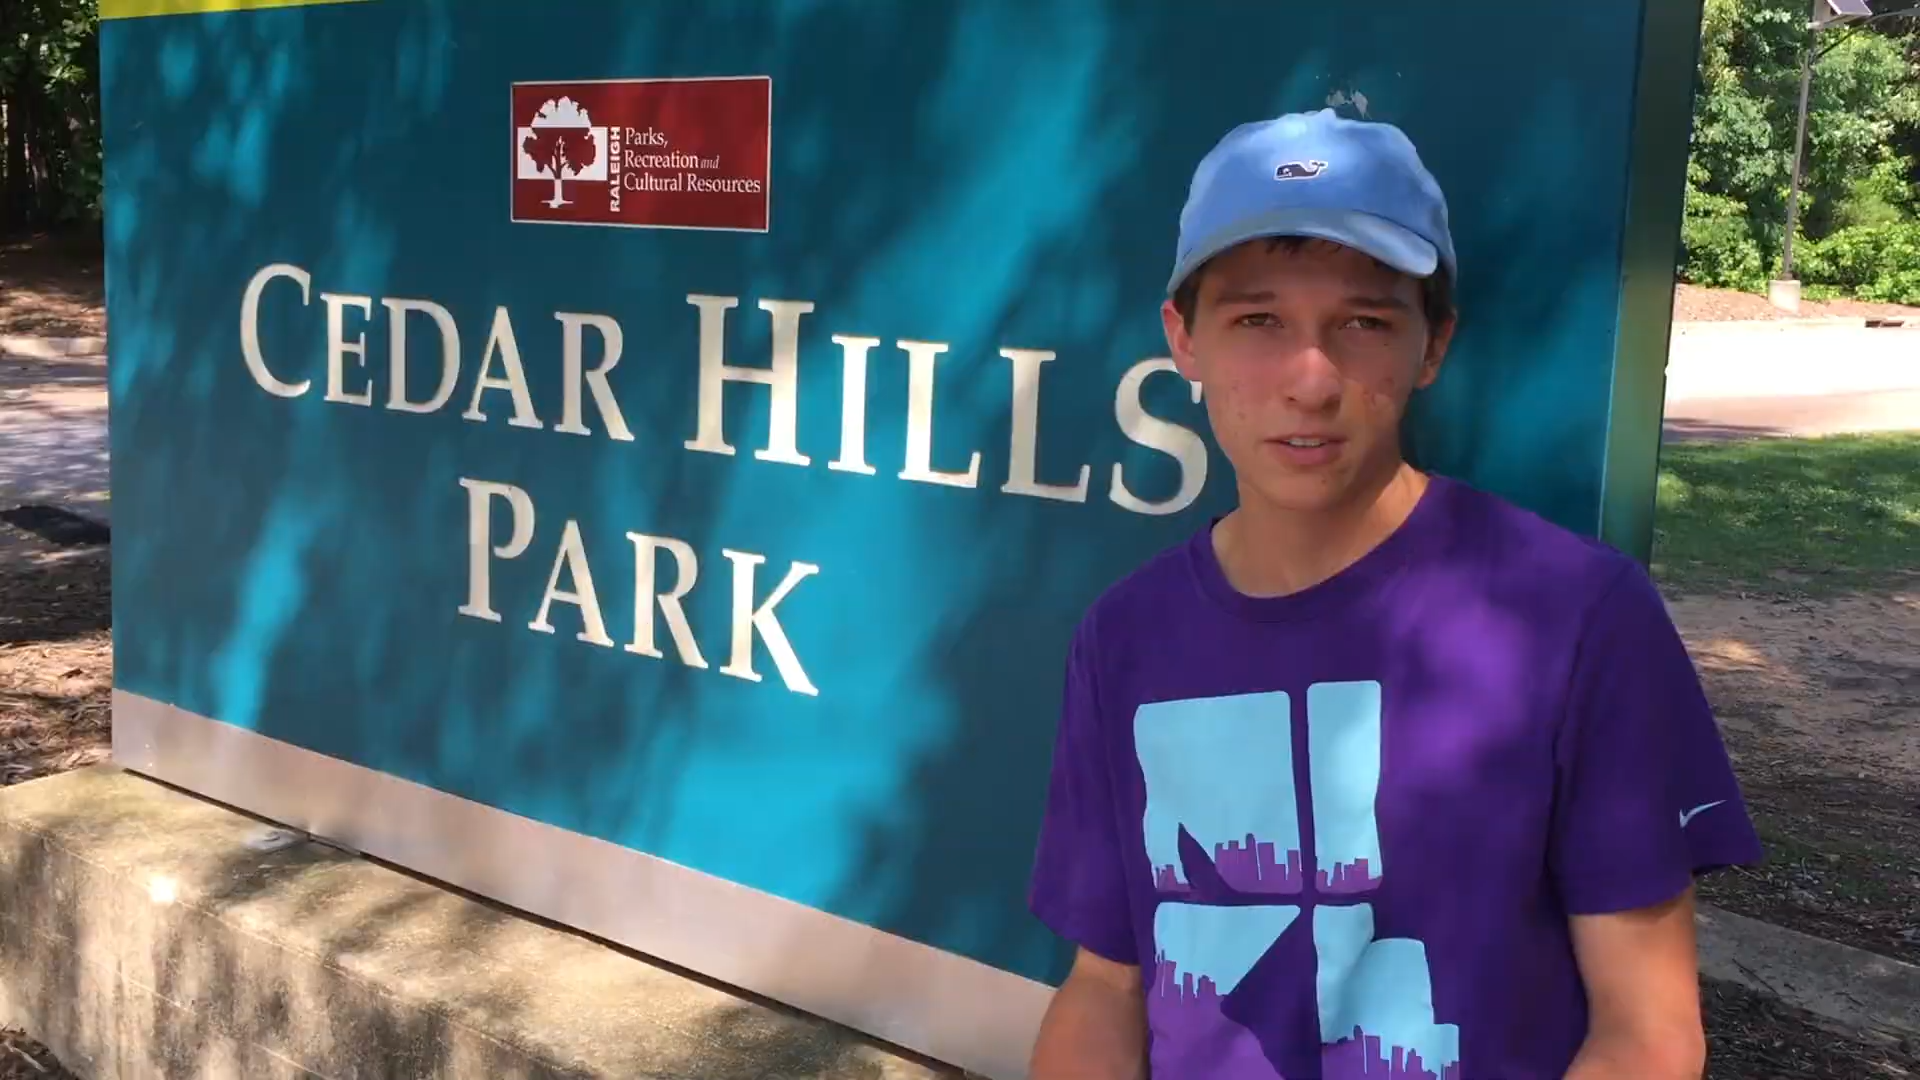 RALEIGH
Parks,
Recreation and
Cultural Resources
CEDAR HILLS
PARK